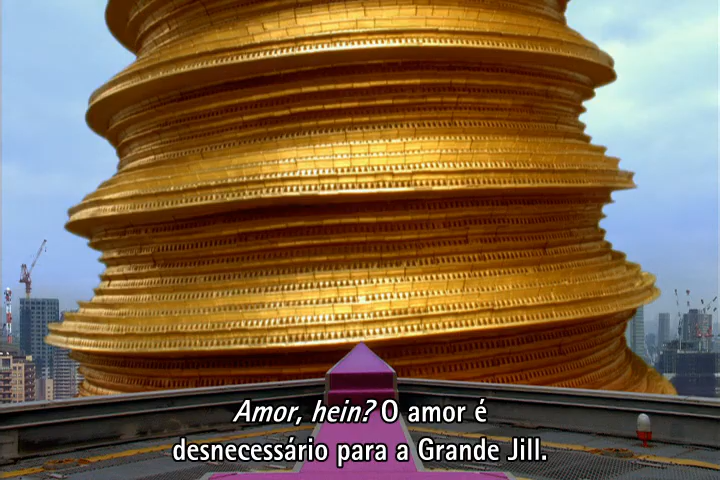 Amor, hein? O amor é
desnecessário para a Grande Jill.